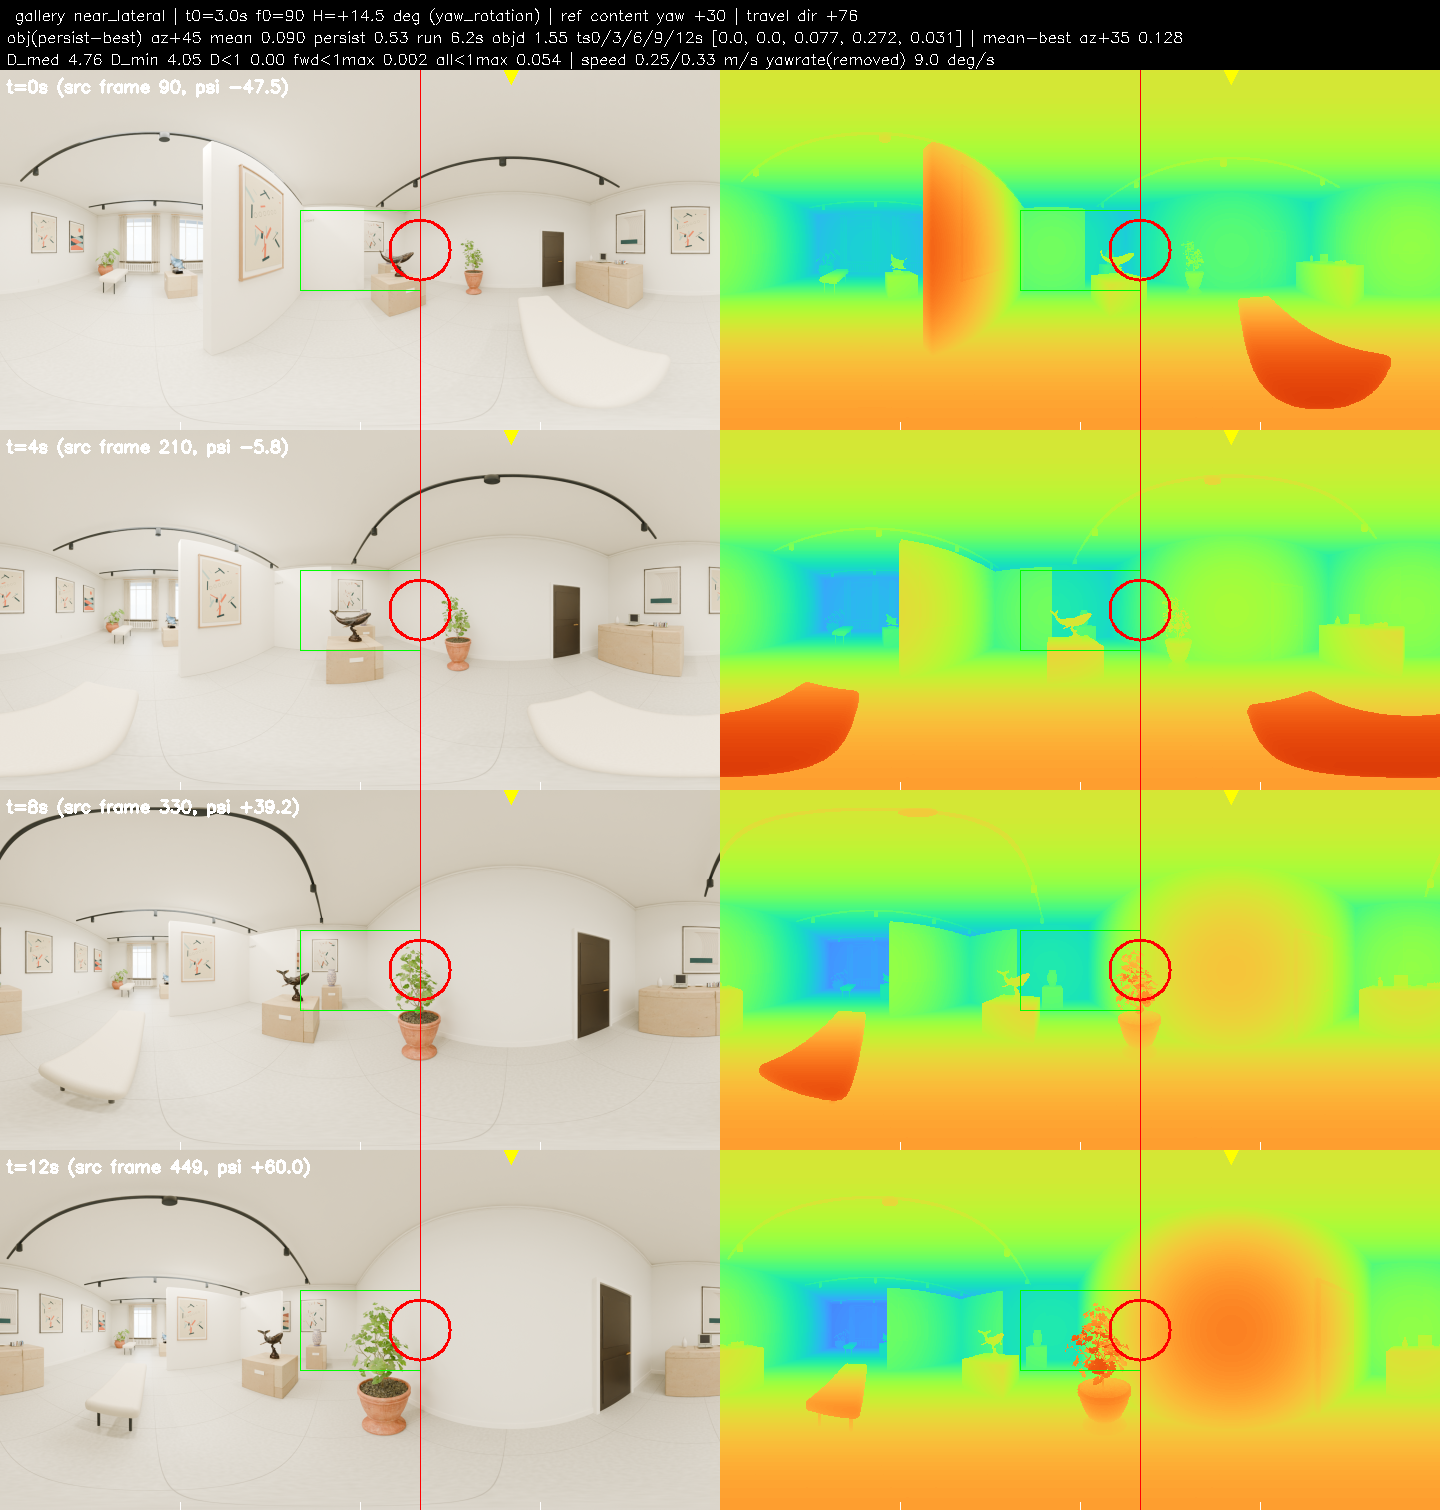 gallery near_lateral | t0=3.0s f0=90 H=+14.5 deg (yaw_rotation) | ref content yaw +30 | travel dir +76
obj(persist-best) az+45 mean 0.090 persist 0.53 run 6.2s objd 1.55 ts0/3/6/9/12s [0.0, 0.0, 0.077, 0.272, 0.031] | mean-best az+35 0.128
D_med 4.76 D_min 4.05 D<1 0.00 fwd<1max 0.002 all<1max 0.054 | speed 0.25/0.33 m/s yawrate(removed) 9.0 deg/s
t=0s (src frame 90, psi -47.5)
t=4s (src frame 210, psi -5.8)
t=8s (src frame 330, psi +39.2)
t=12s (src frame 449, psi +60.0)